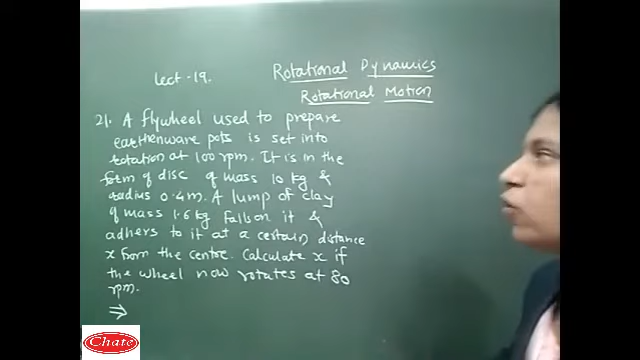 Lect-19.
Rotational Dynamics
Rotational Motion
21. A flywheel used to prepare
earthenware pots is set into
rotation at 100 rpm. It is in the
form of disc of mass 10 kg &
radius 0.4m. A lump of clay
of mass 1.6 kg falls on it &
adhers to it at a certain distance
x from the centre. Calculate x if
the wheel now rotates at 80
rpm.
⇒
Chate